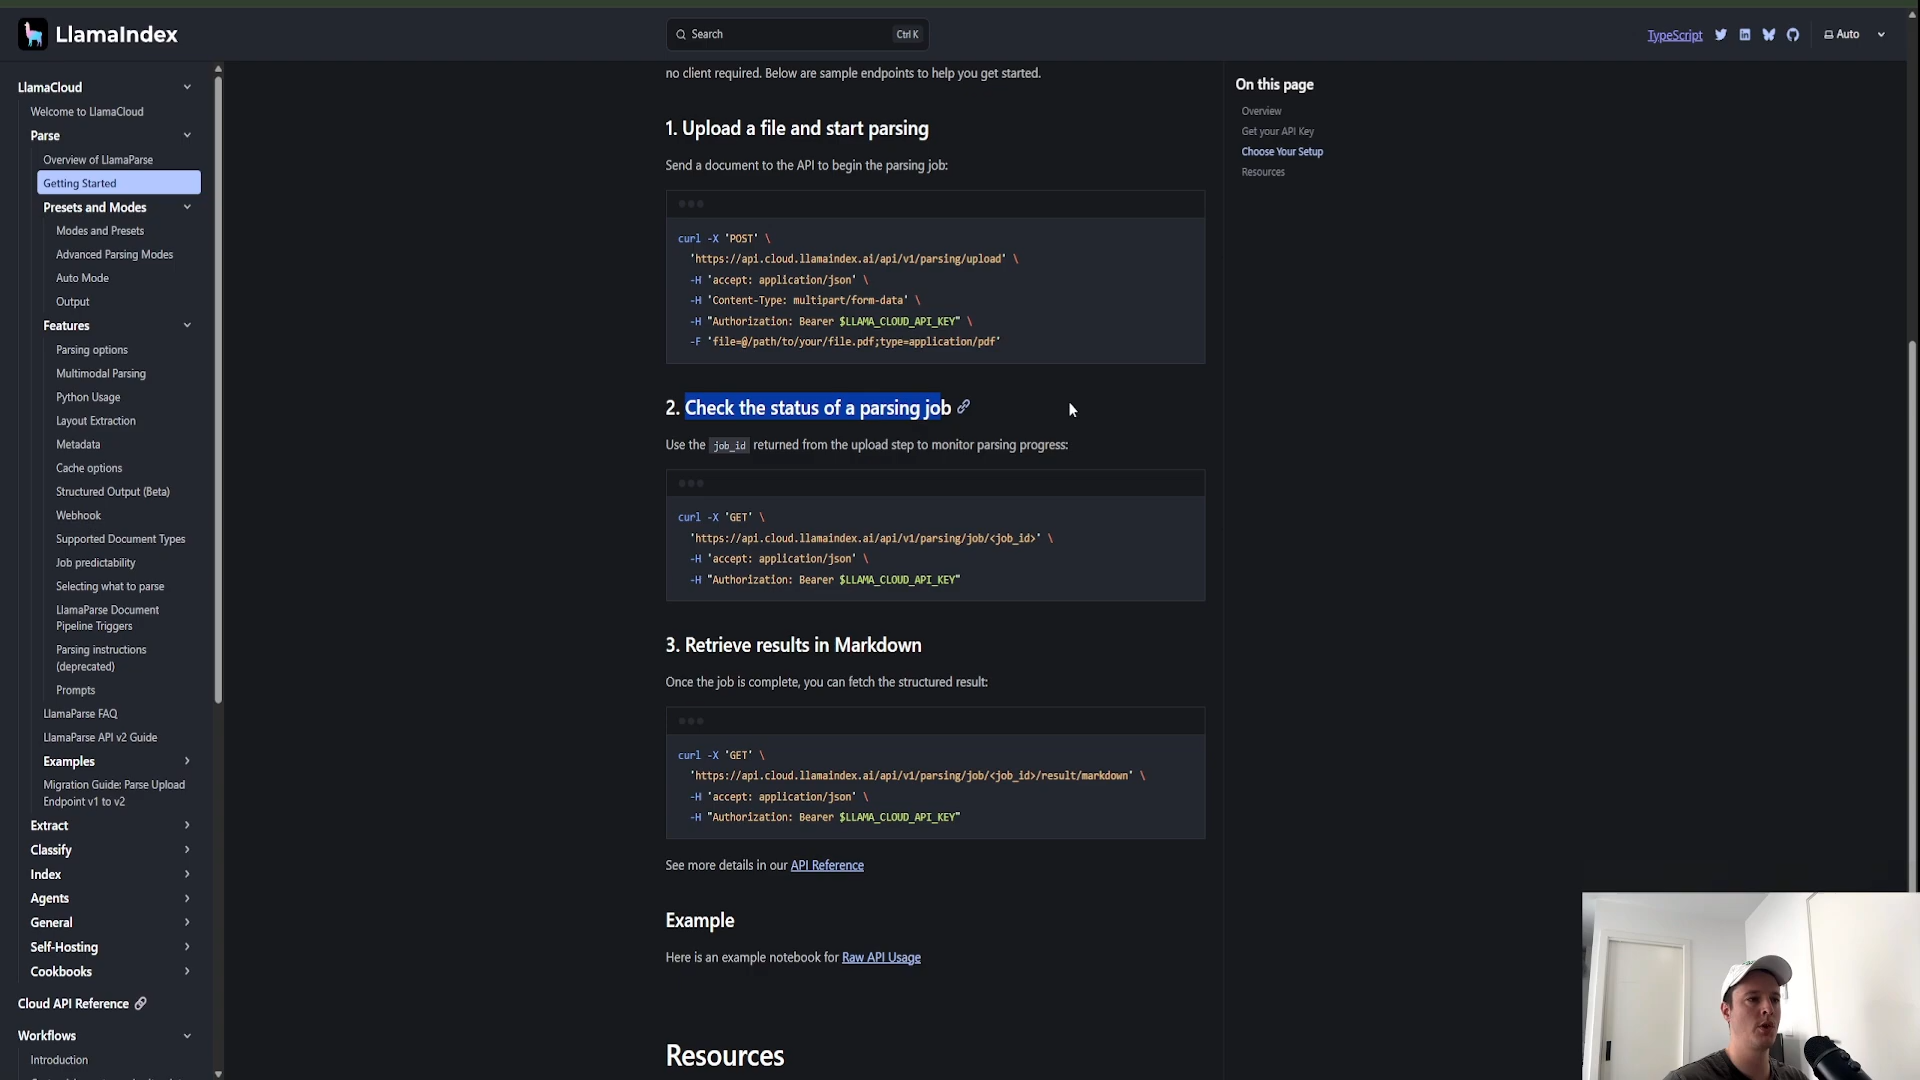 LlamaIndex
Search
Ctrl K
TypeScript
Auto
LlamaCloud
Welcome to LlamaCloud
Parse
Overview of LlamaParse
Getting Started
Presets and Modes
Modes and Presets
Advanced Parsing Modes
Auto Mode
Output
Features
Parsing options
Multimodal Parsing
Python Usage
Layout Extraction
Metadata
Cache options
Structured Output (Beta)
Webhook
Supported Document Types
Job predictability
Selecting what to parse
LlamaParse Document
Pipeline Triggers
Parsing instructions
(deprecated)
Prompts
LlamaParse FAQ
LlamaParse API v2 Guide
Examples
Migration Guide: Parse Upload
Endpoint v1 to v2
Extract
Classify
Index
Agents
General
Self-Hosting
Cookbooks
Cloud API Reference
Workflows
Introduction
no client required. Below are sample endpoints to help you get started.
1. Upload a file and start parsing
Send a document to the API to begin the parsing job:
curl -X 'POST' \
'https://api.cloud.llamaindex.ai/api/v1/parsing/upload' \
-H 'accept: application/json' \
-H 'Content-Type: multipart/form-data' \
-H "Authorization: Bearer $LLAMA_CLOUD_API_KEY" \
-F 'file=@/path/to/your/file.pdf;type=application/pdf'
2. Check the status of a parsing job
Use the job_id returned from the upload step to monitor parsing progress:
curl -X 'GET' \
'https://api.cloud.llamaindex.ai/api/v1/parsing/job/<job_id>' \
-H 'accept: application/json' \
-H "Authorization: Bearer $LLAMA_CLOUD_API_KEY"
3. Retrieve results in Markdown
Once the job is complete, you can fetch the structured result:
curl -X 'GET' \
'https://api.cloud.llamaindex.ai/api/v1/parsing/job/<job_id>/result/markdown' \
-H 'accept: application/json' \
-H "Authorization: Bearer $LLAMA_CLOUD_API_KEY"
See more details in our API Reference
Example
Here is an example notebook for Raw API Usage
Resources
On this page
Overview
Get your API Key
Choose Your Setup
Resources